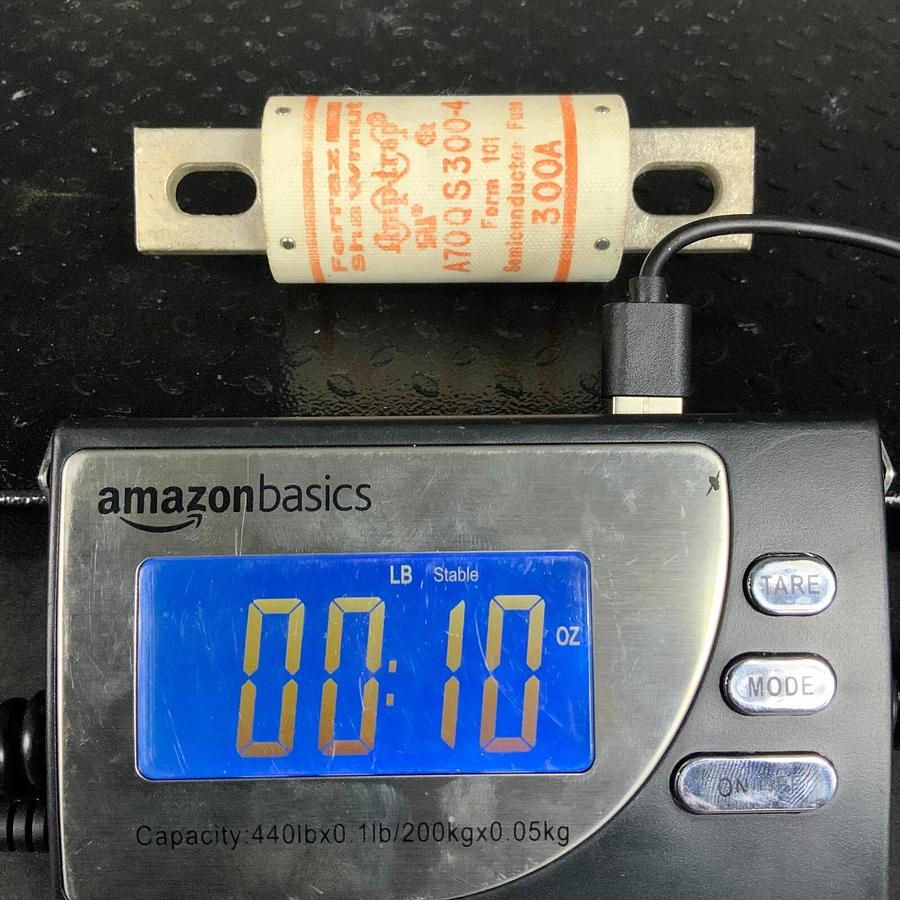 Ferraz
Shawmut
Amp-trap®
A70QS300-4
Form 101
Semiconductor Fuse
300A
amazonbasics
LB Stable
00:10 OZ
TARE
MODE
ON
Capacity:440lbx0.1lb/200kgx0.05kg